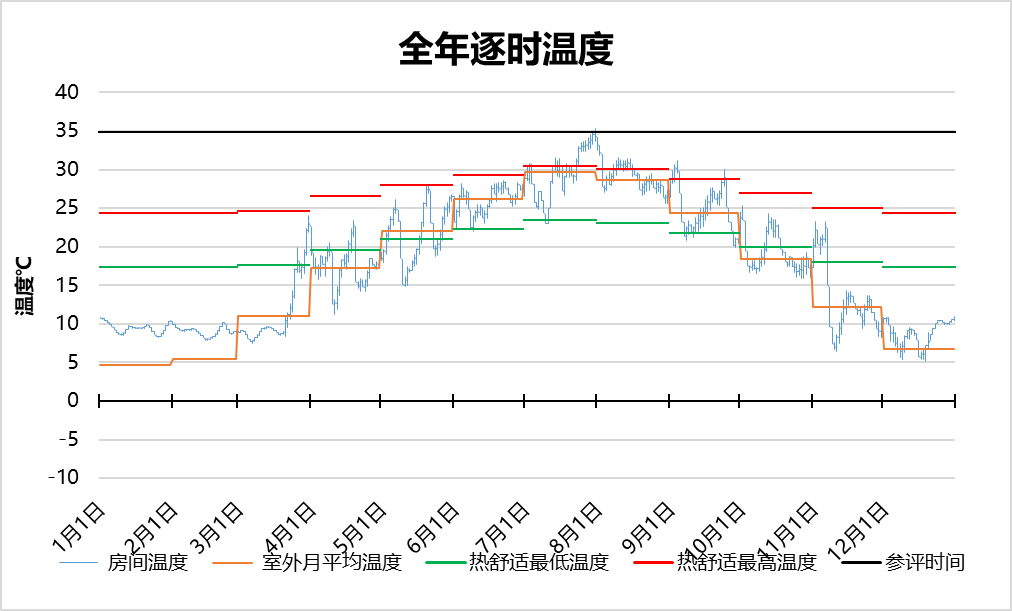 全年逐时温度
温度℃
40
35
30
25
20
15
10
5
0
-5
-10
1月1日
2月1日
3月1日
4月1日
5月1日
6月1日
7月1日
8月1日
9月1日
10月1日
11月1日
12月1日
房间温度 室外月平均温度 热舒适最低温度 热舒适最高温度 参评时间